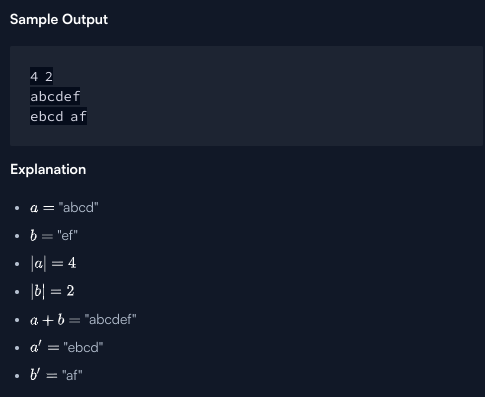 Sample Output
4 2
abcdef
ebcd af
Explanation
• a = "abcd"
• b = "ef"
• |a| = 4
• |b| = 2
• a + b = "abcdef"
• a′ = "ebcd"
• b′ = "af"